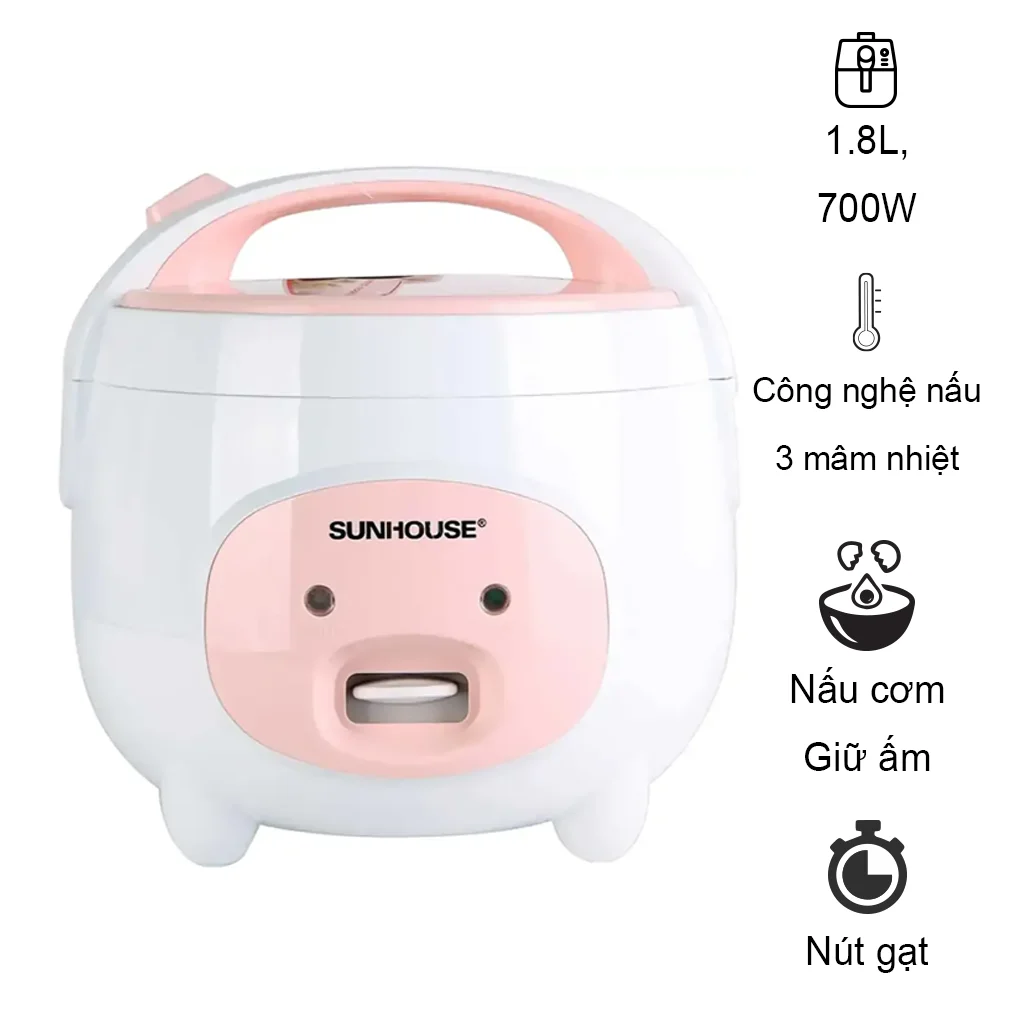 SUNHOUSE®
1.8L,
700W
Công nghệ nấu
3 mâm nhiệt
Nấu cơm
Giữ ấm
Nút gạt